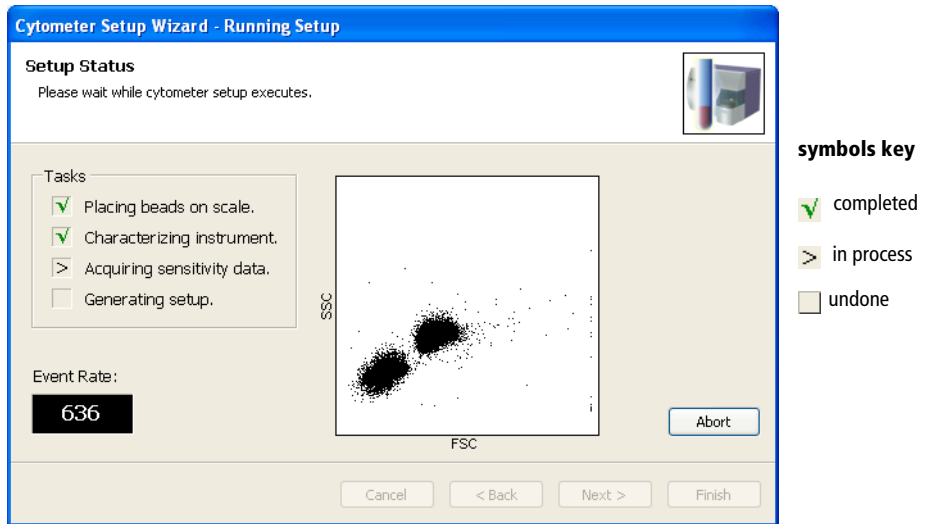 Cytometer Setup Wizard - Running Setup
Setup Status
Please wait while cytometer setup executes.
Tasks
√ Placing beads on scale.
√ Characterizing instrument.
> Acquiring sensitivity data.
Generating setup.
Event Rate:
636
SSC
FSC
Abort
Cancel
< Back
Next >
Finish
symbols key
√ completed
> in process
undone